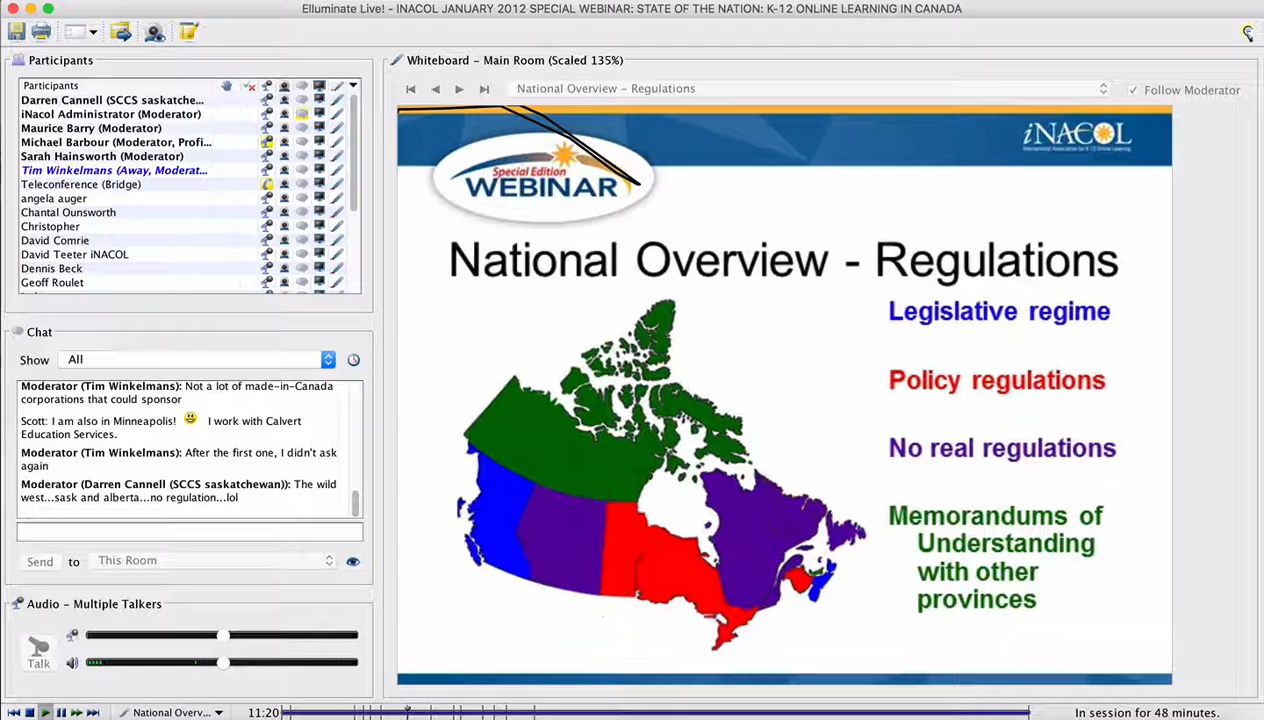 Elluminate Live! - INACOL JANUARY 2012 SPECIAL WEBINAR: STATE OF THE NATION: K-12 ONLINE LEARNING IN CANADA
Participants
Participants
Darren Cannell (SCCS saskatche...
iNacol Administrator (Moderator)
Maurice Barry (Moderator)
Michael Barbour (Moderator, Profi...
Sarah Hainsworth (Moderator)
Tim Winkelmans (Away, Moderat...
Teleconference (Bridge)
angela auger
Chantal Ounsworth
Christopher
David Comrie
David Teeter iNACOL
Dennis Beck
Geoff Roulet
Chat
Show All
Moderator (Tim Winkelmans): Not a lot of made-in-Canada
corporations that could sponsor
Scott: I am also in Minneapolis! I work with Calvert
Education Services.
Moderator (Tim Winkelmans): After the first one, I didn't ask
again
Moderator (Darren Cannell (SCCS saskatchewan)): The wild
west...sask and alberta...no regulation...lol
Send to This Room
Audio - Multiple Talkers
Talk
Whiteboard - Main Room (Scaled 135%)
National Overview - Regulations
Follow Moderator
iNACOL
International Association for K-12 Online Learning
Special Edition
WEBINAR
National Overview - Regulations
Legislative regime
Policy regulations
No real regulations
Memorandums of
Understanding
with other
provinces
National Overv...
11:20
In session for 48 minutes.